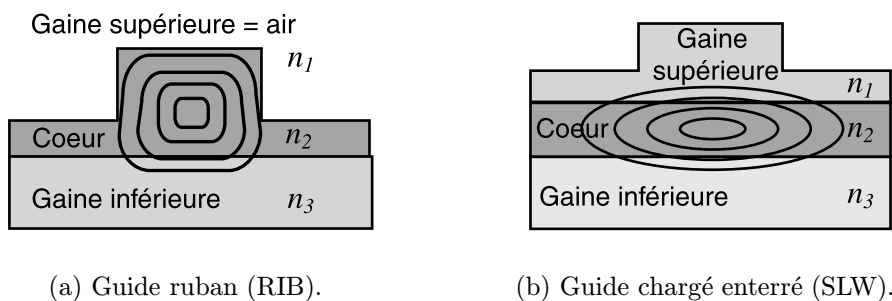 Gaine supérieure = air
n1
Coeur
n2
Gaine inférieure
n3
(a) Guide ruban (RIB).
Gaine
supérieure
n1
Coeur
n2
Gaine inférieure
n3
(b) Guide chargé enterré (SLW).